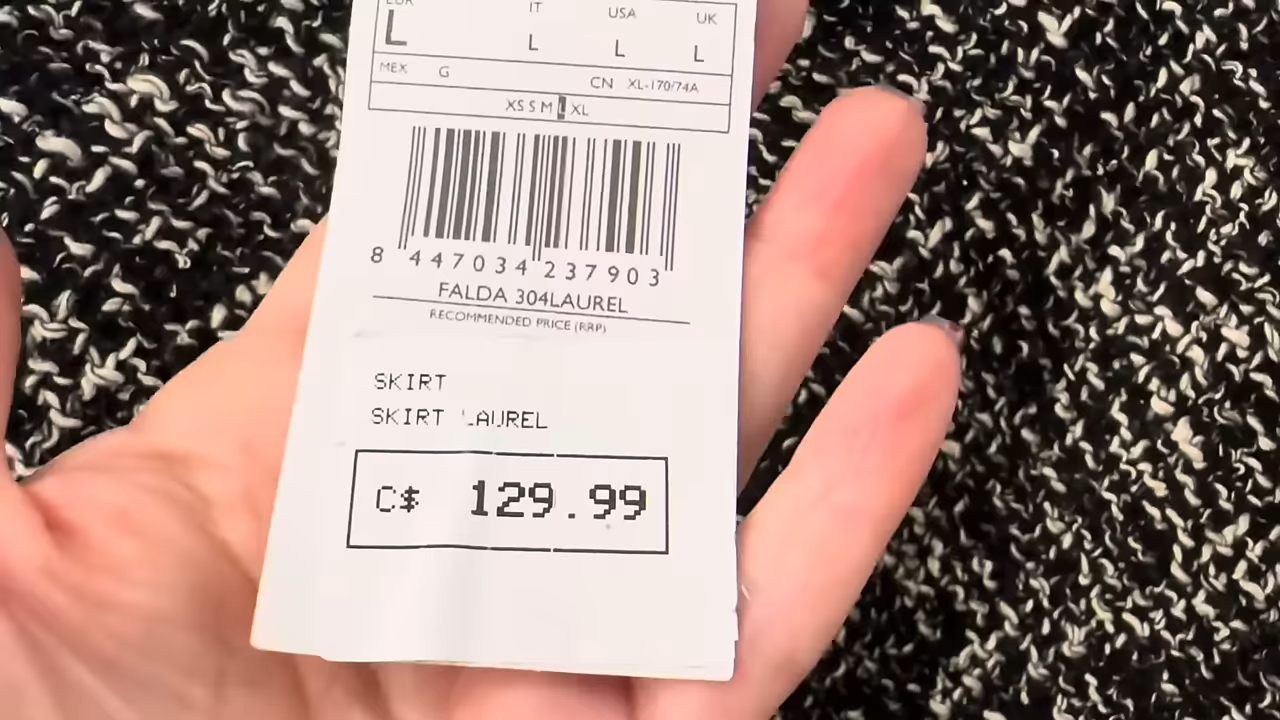 EUR IT USA UK
L L L L
MEX G CN XL-170/74A
XS S M L XL
8 447034 237903
FALDA 304LAUREL
RECOMMENDED PRICE (RRP)
SKIRT
SKIRT LAUREL
C$ 129.99